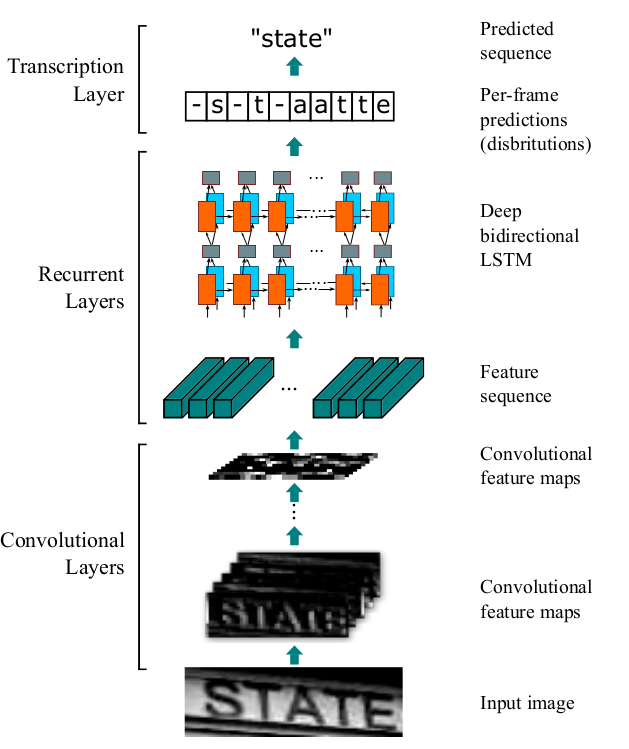 "state"
Predicted
sequence
Transcription
Layer
-s-t-aatte
Per-frame
predictions
(disbritutions)
Recurrent
Layers
Deep
bidirectional
LSTM
...
...
...
...
...
Feature
sequence
Convolutional
Layers
Convolutional
feature maps
...
STATE
Convolutional
feature maps
STATE
Input image